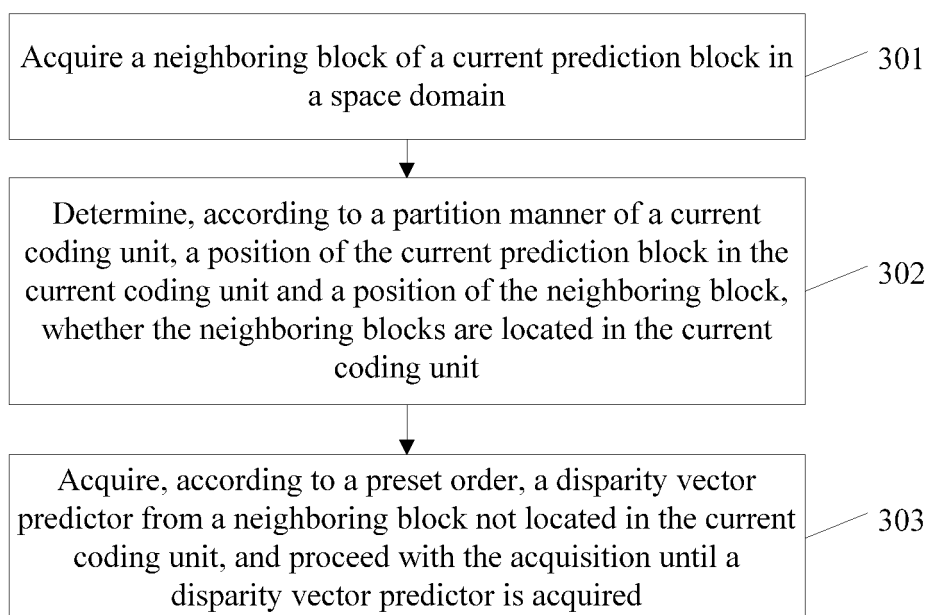 Acquire a neighboring block of a current prediction block in
a space domain
301
Determine, according to a partition manner of a current
coding unit, a position of the current prediction block in the
current coding unit and a position of the neighboring block,
whether the neighboring blocks are located in the current
coding unit
302
Acquire, according to a preset order, a disparity vector
predictor from a neighboring block not located in the current
coding unit, and proceed with the acquisition until a
disparity vector predictor is acquired
303